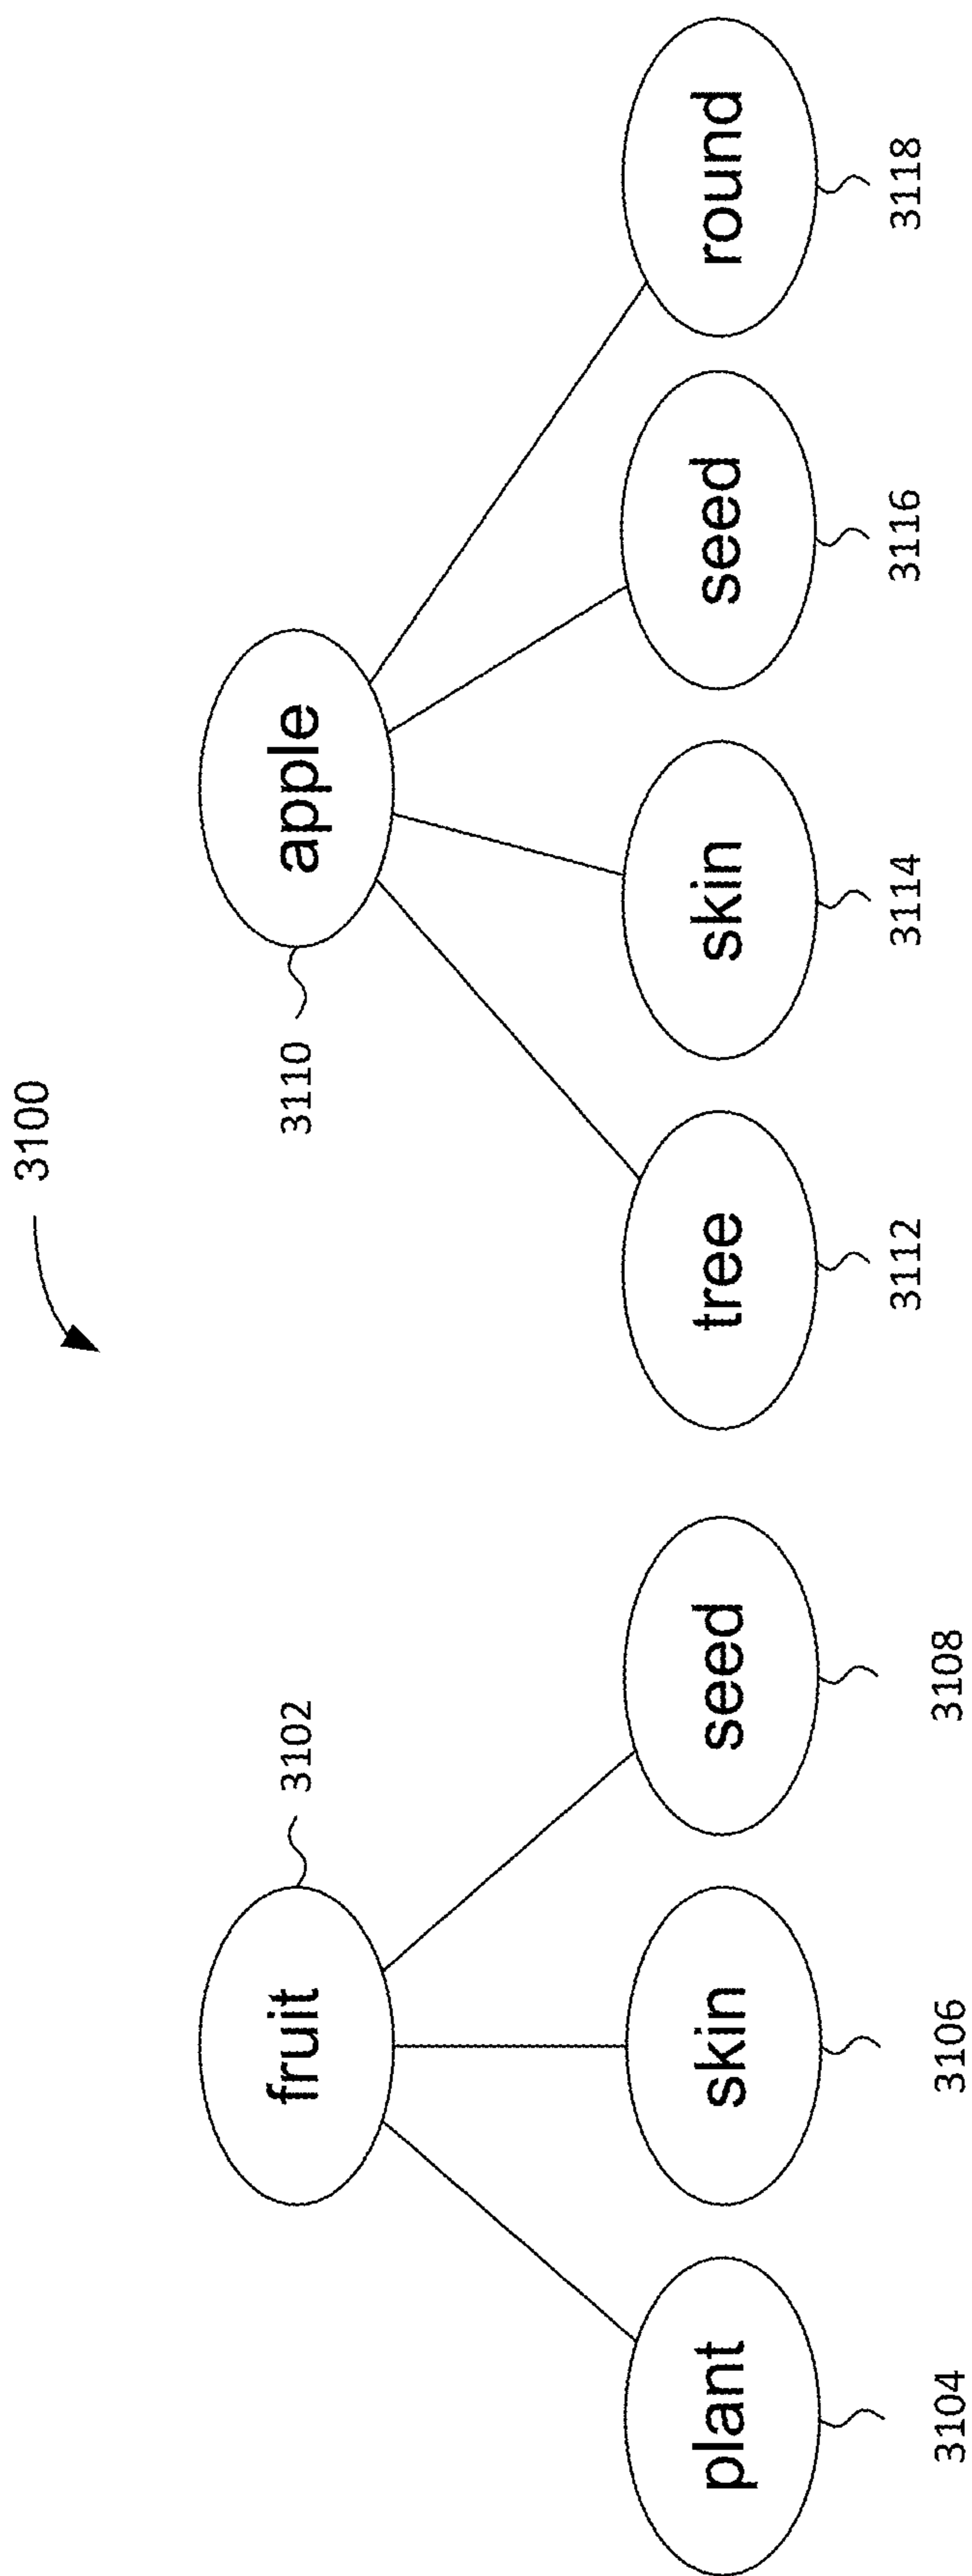 3100
fruit
3102
3110
apple
plant
skin
seed
tree
skin
seed
round
3104
3106
3108
3112
3114
3116
3118